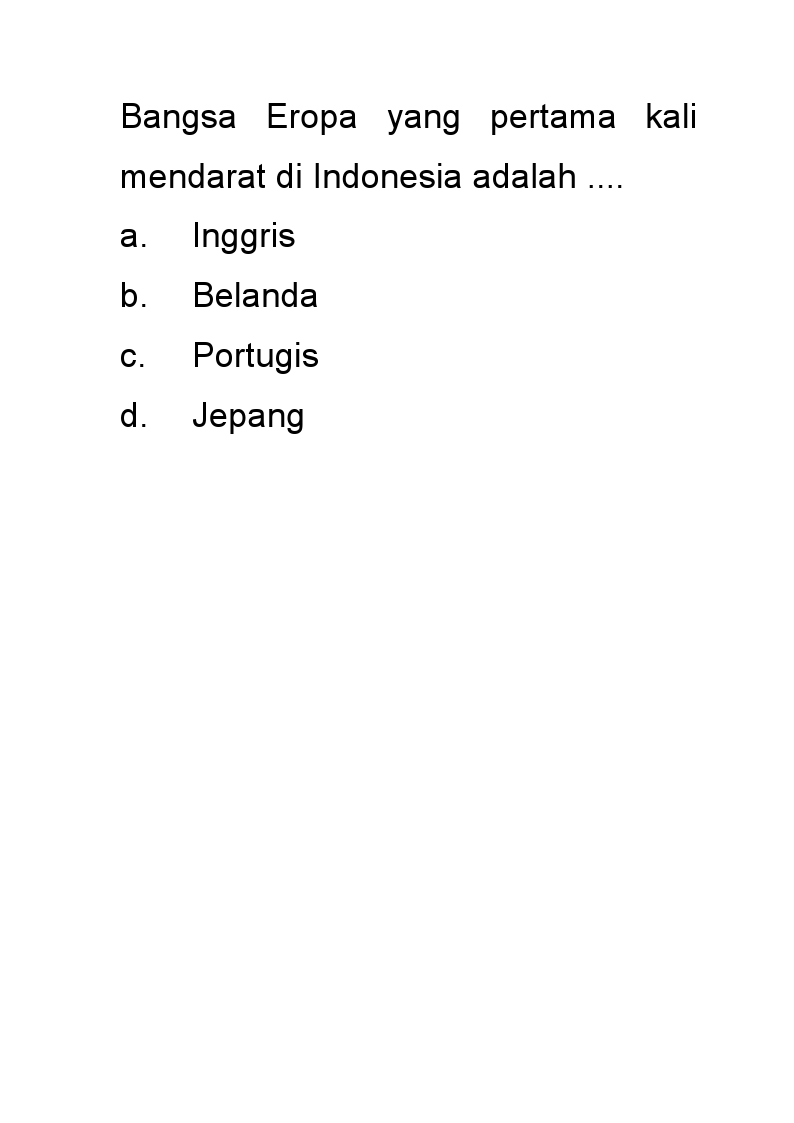 Bangsa Eropa yang pertama kali
mendarat di Indonesia adalah ....
a. Inggris
b. Belanda
c. Portugis
d. Jepang